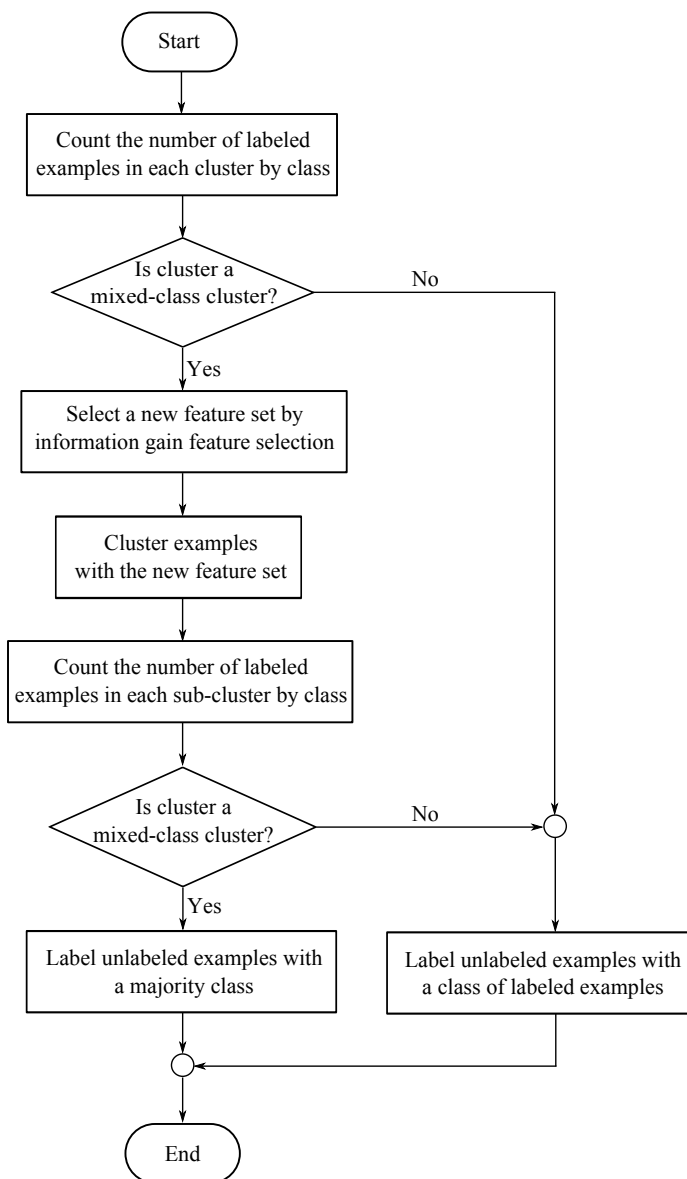 Start
Count the number of labeled
examples in each cluster by class
Is cluster a
mixed-class cluster?
No
Yes
Select a new feature set by
information gain feature selection
Cluster examples
with the new feature set
Count the number of labeled
examples in each sub-cluster by class
Is cluster a
mixed-class cluster?
No
Yes
Label unlabeled examples with
a majority class
Label unlabeled examples with
a class of labeled examples
End